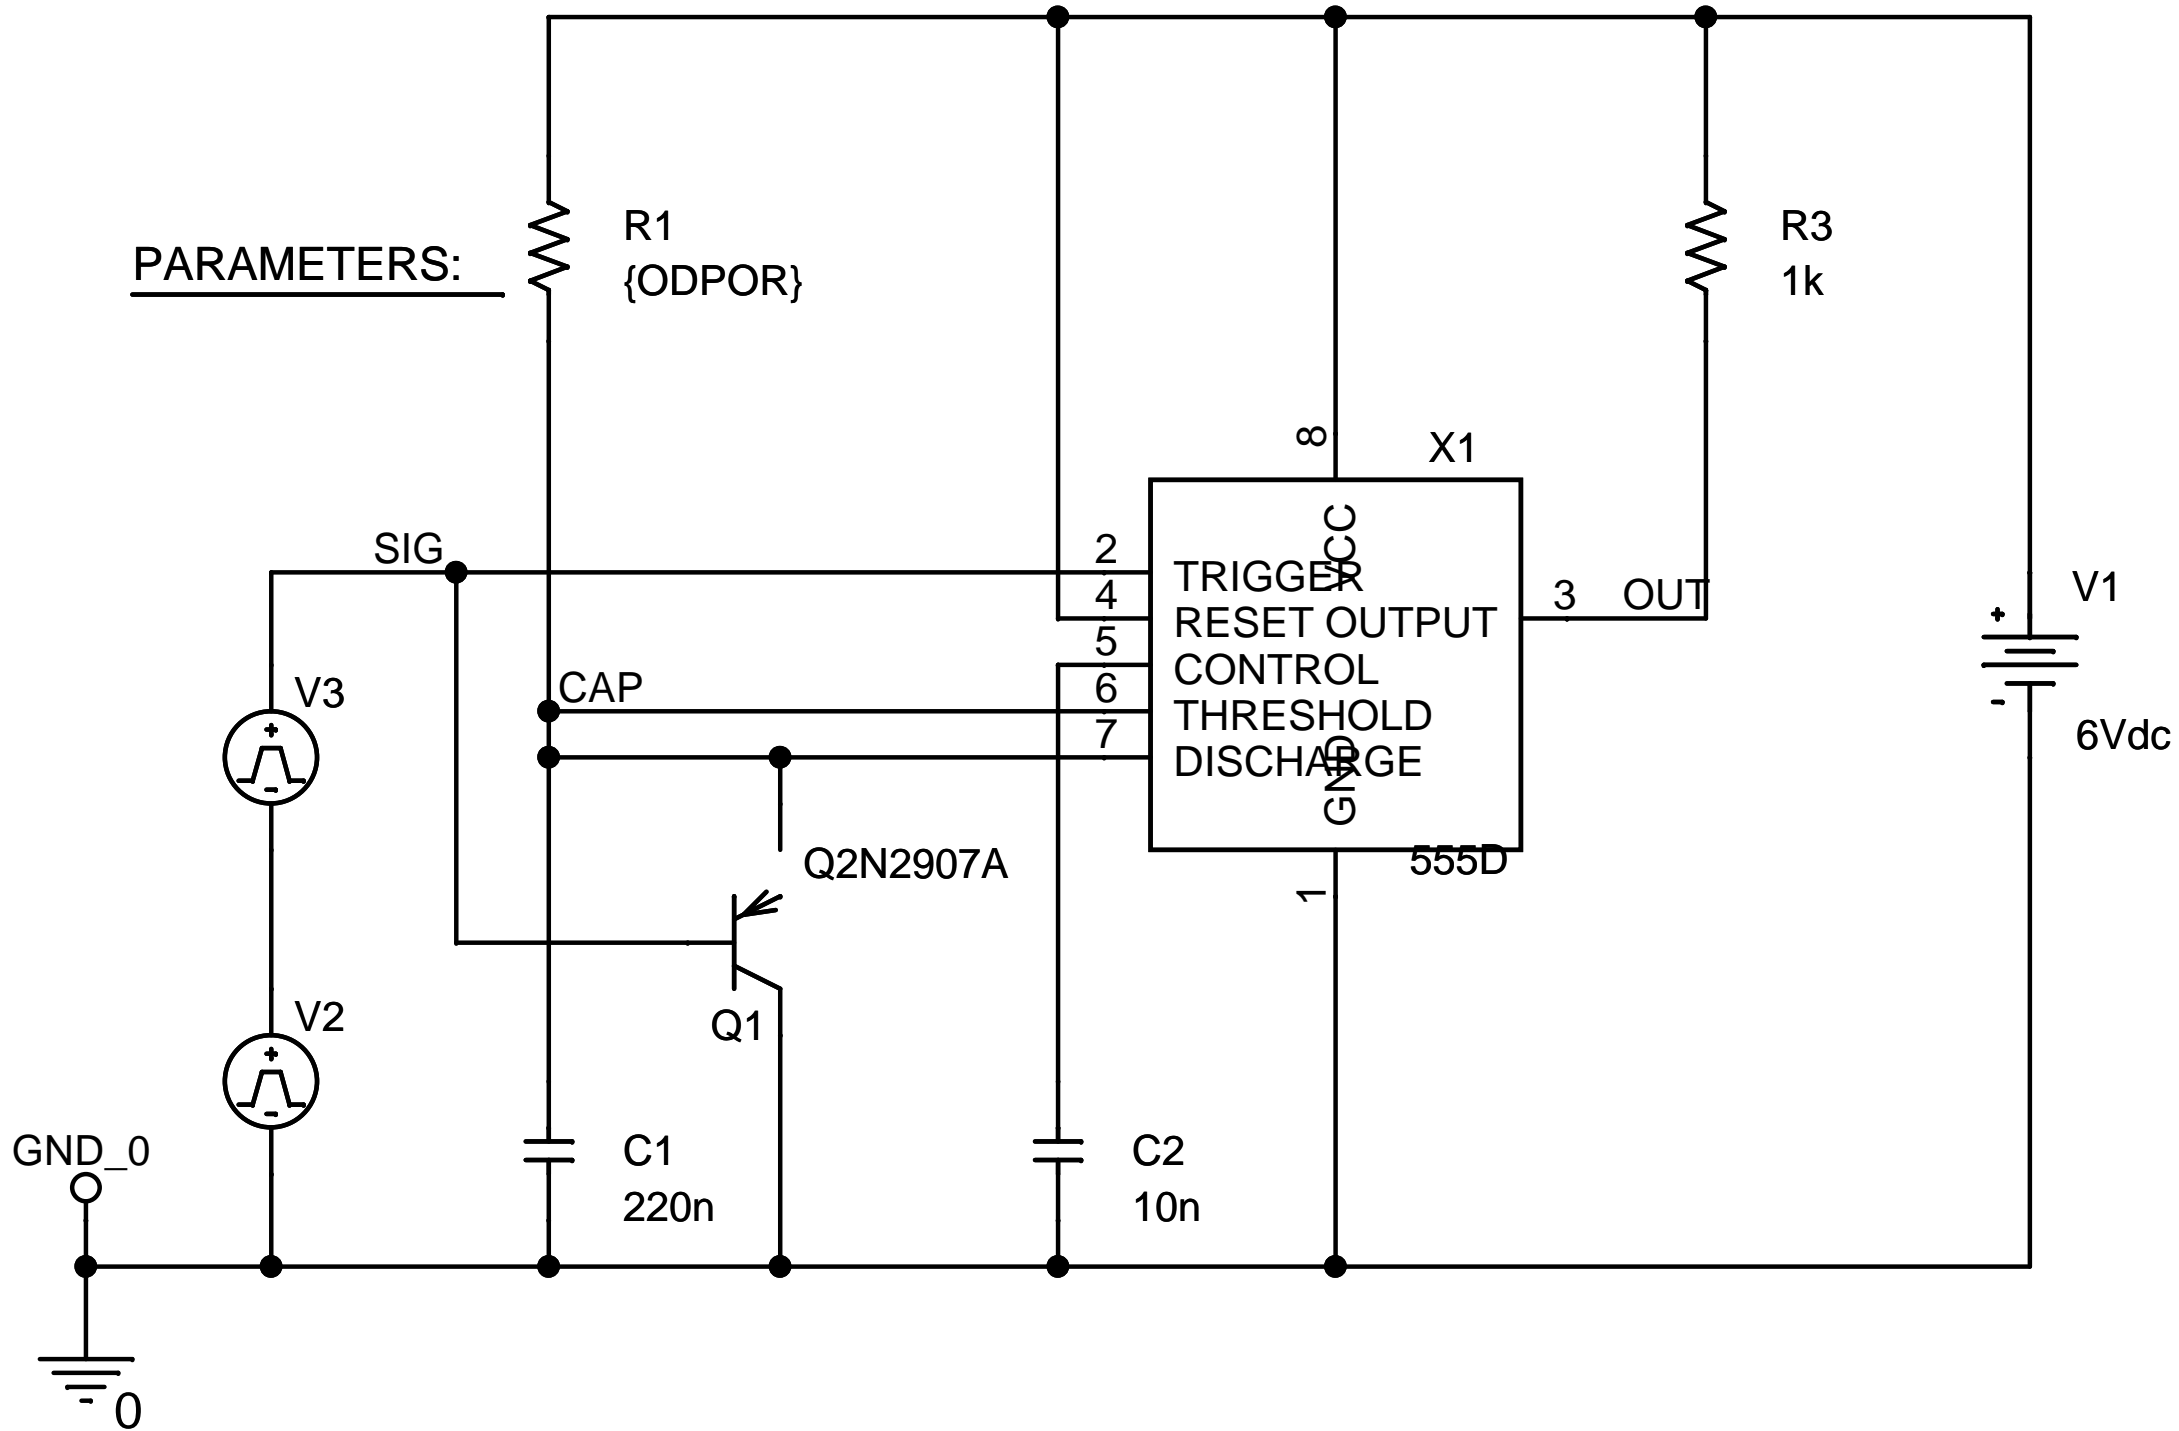 PARAMETERS:
R1
{ODPOR}
R3
1k
8
X1
VCC
SIG
2
TRIGGER
4
RESET OUTPUT
3
OUT
5
CONTROL
CAP
6
THRESHOLD
7
DISCHARGE
GND
555D
1
V1
+
-
6Vdc
V3
+
-
Q2N2907A
Q1
V2
+
-
GND_0
C1
220n
C2
10n
0